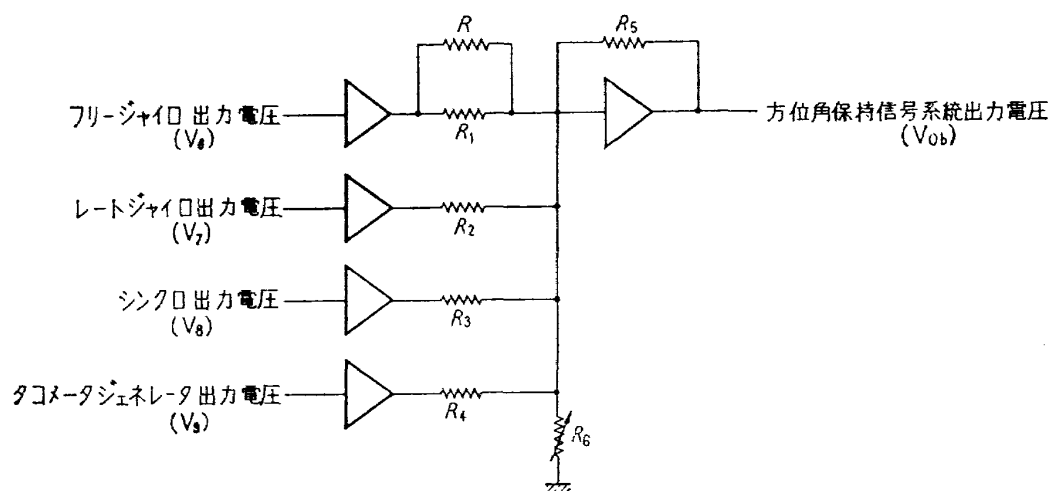 R
R5
フリージャイロ出力電圧
(V6)
R1
方位角保持信号系統出力電圧
(VOb)
レートジャイロ出力電圧
(V7)
R2
シンクロ出力電圧
(V8)
R3
タコメータジェネレータ出力電圧
(V9)
R4
R6